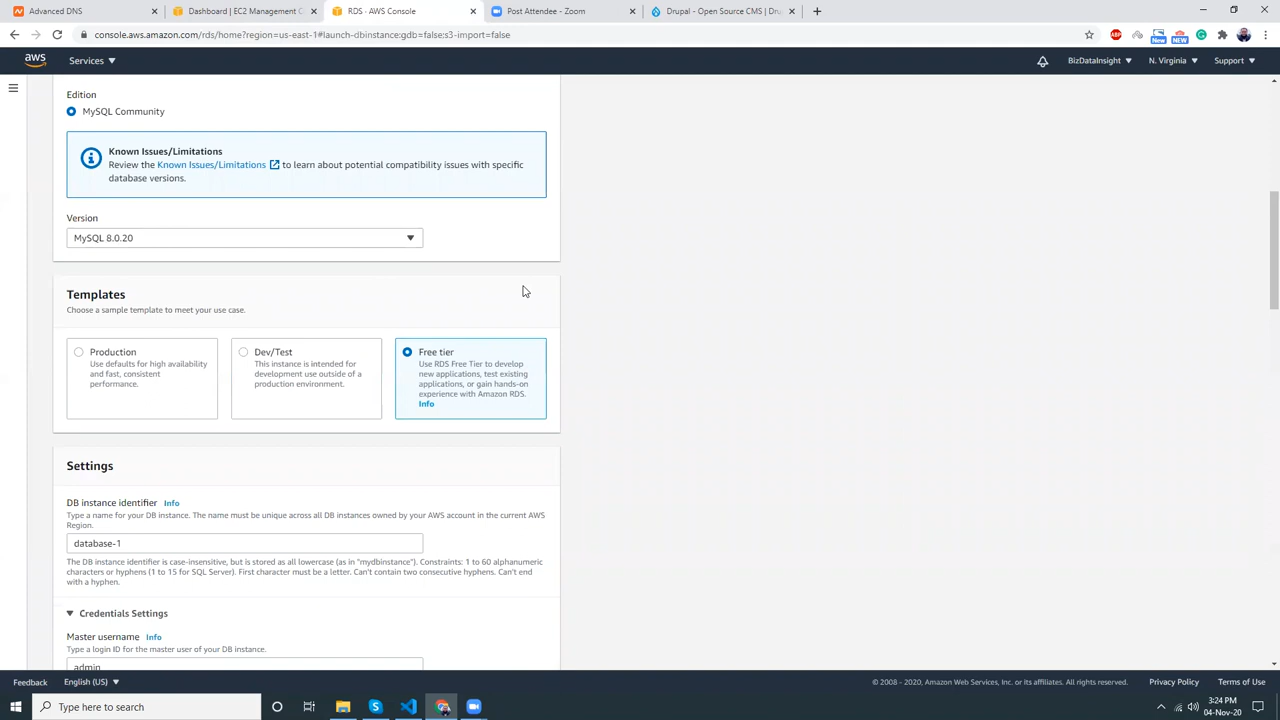 Advanced DNS
Dashboard | EC2 Management C
RDS · AWS Console
Post Attendee - Zoom
Drupal - Open Source CMS | Dru
console.aws.amazon.com/rds/home?region=us-east-1#launch-dbinstance:gdb=false;s3-import=false
ABP
New
New
aws
Services
BizDataInsight
N. Virginia
Support
Edition
MySQL Community
Known Issues/Limitations
Review the Known Issues/Limitations to learn about potential compatibility issues with specific
database versions.
Version
MySQL 8.0.20
Templates
Choose a sample template to meet your use case.
Production
Use defaults for high availability
and fast, consistent
performance.
Dev/Test
This instance is intended for
development use outside of a
production environment.
Free tier
Use RDS Free Tier to develop
new applications, test existing
applications, or gain hands-on
experience with Amazon RDS.
Info
Settings
DB instance identifier Info
Type a name for your DB instance. The name must be unique across all DB instances owned by your AWS account in the current AWS
Region.
database-1
The DB instance identifier is case-insensitive, but is stored as all lowercase (as in "mydbinstance"). Constraints: 1 to 60 alphanumeric
characters or hyphens (1 to 15 for SQL Server). First character must be a letter. Can't contain two consecutive hyphens. Can't end
with a hyphen.
Credentials Settings
Master username Info
Type a login ID for the master user of your DB instance.
admin
Feedback
English (US)
© 2008 - 2020, Amazon Web Services, Inc. or its affiliates. All rights reserved.
Privacy Policy
Terms of Use
Type here to search
3:24 PM
04-Nov-20